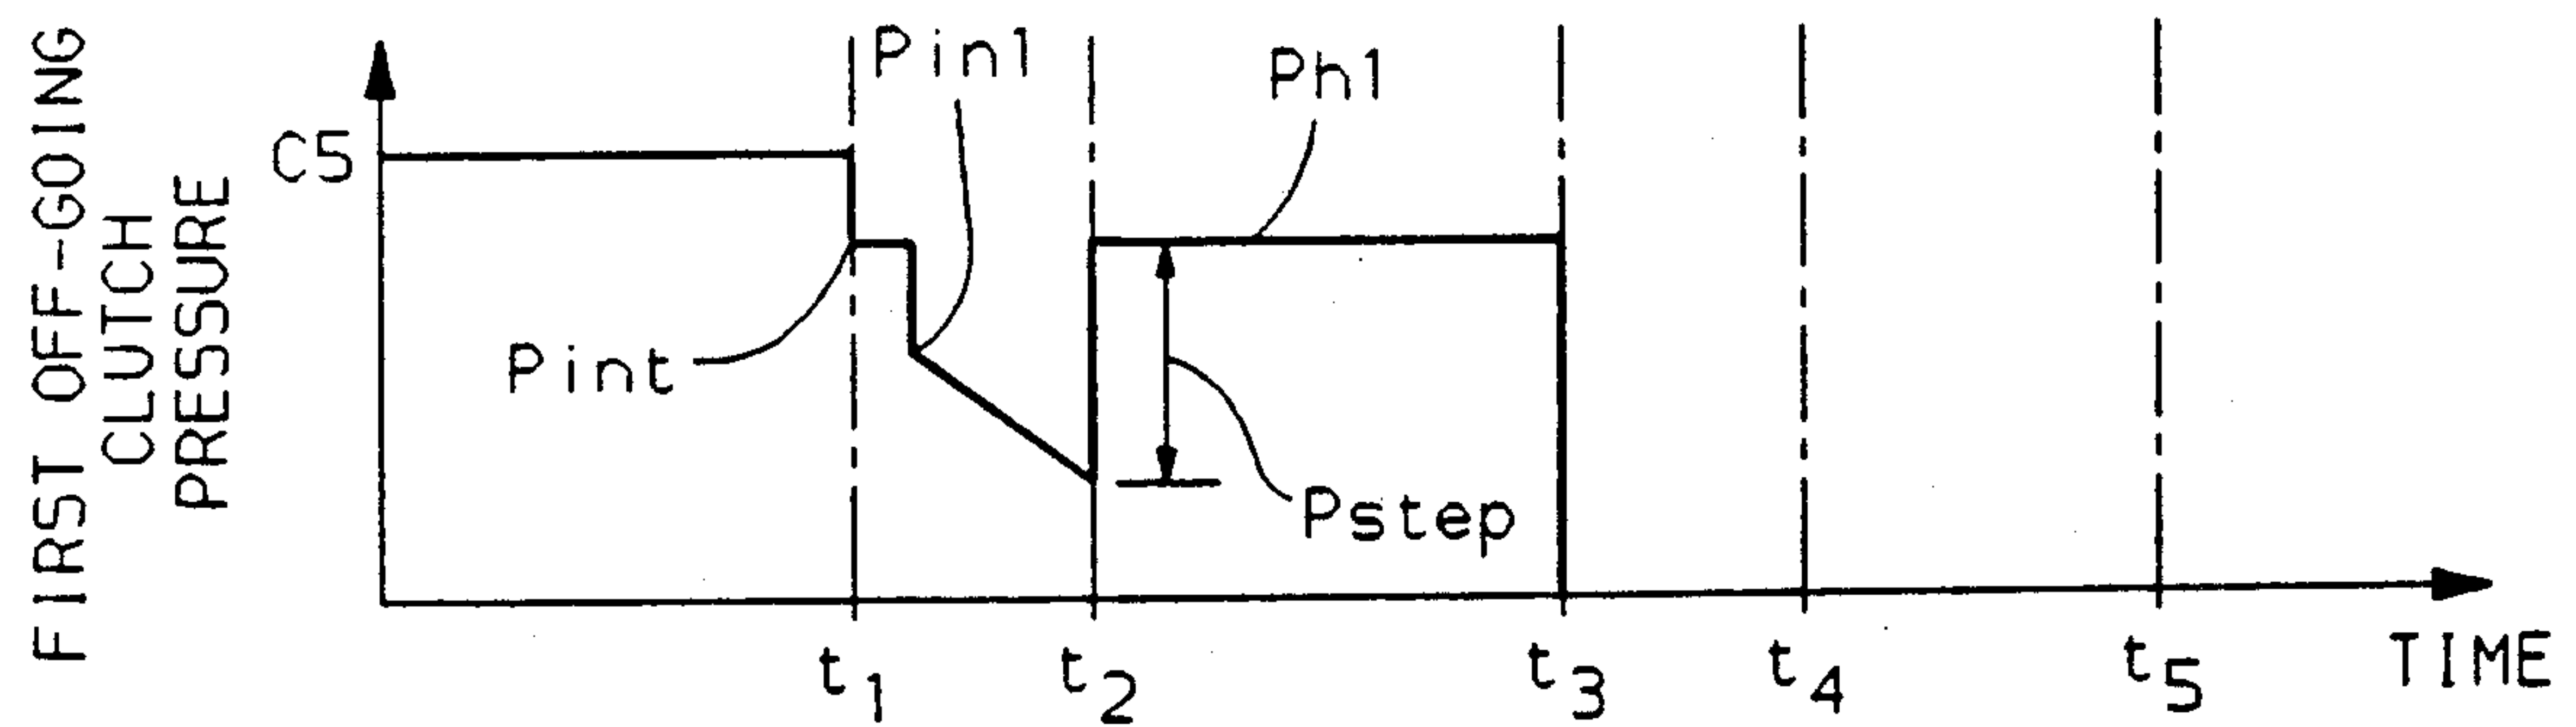 FIRST OFF-GOING
CLUTCH
PRESSURE
C5
Pin1
Ph1
Pint
Pstep
t1
t2
t3
t4
t5
TIME